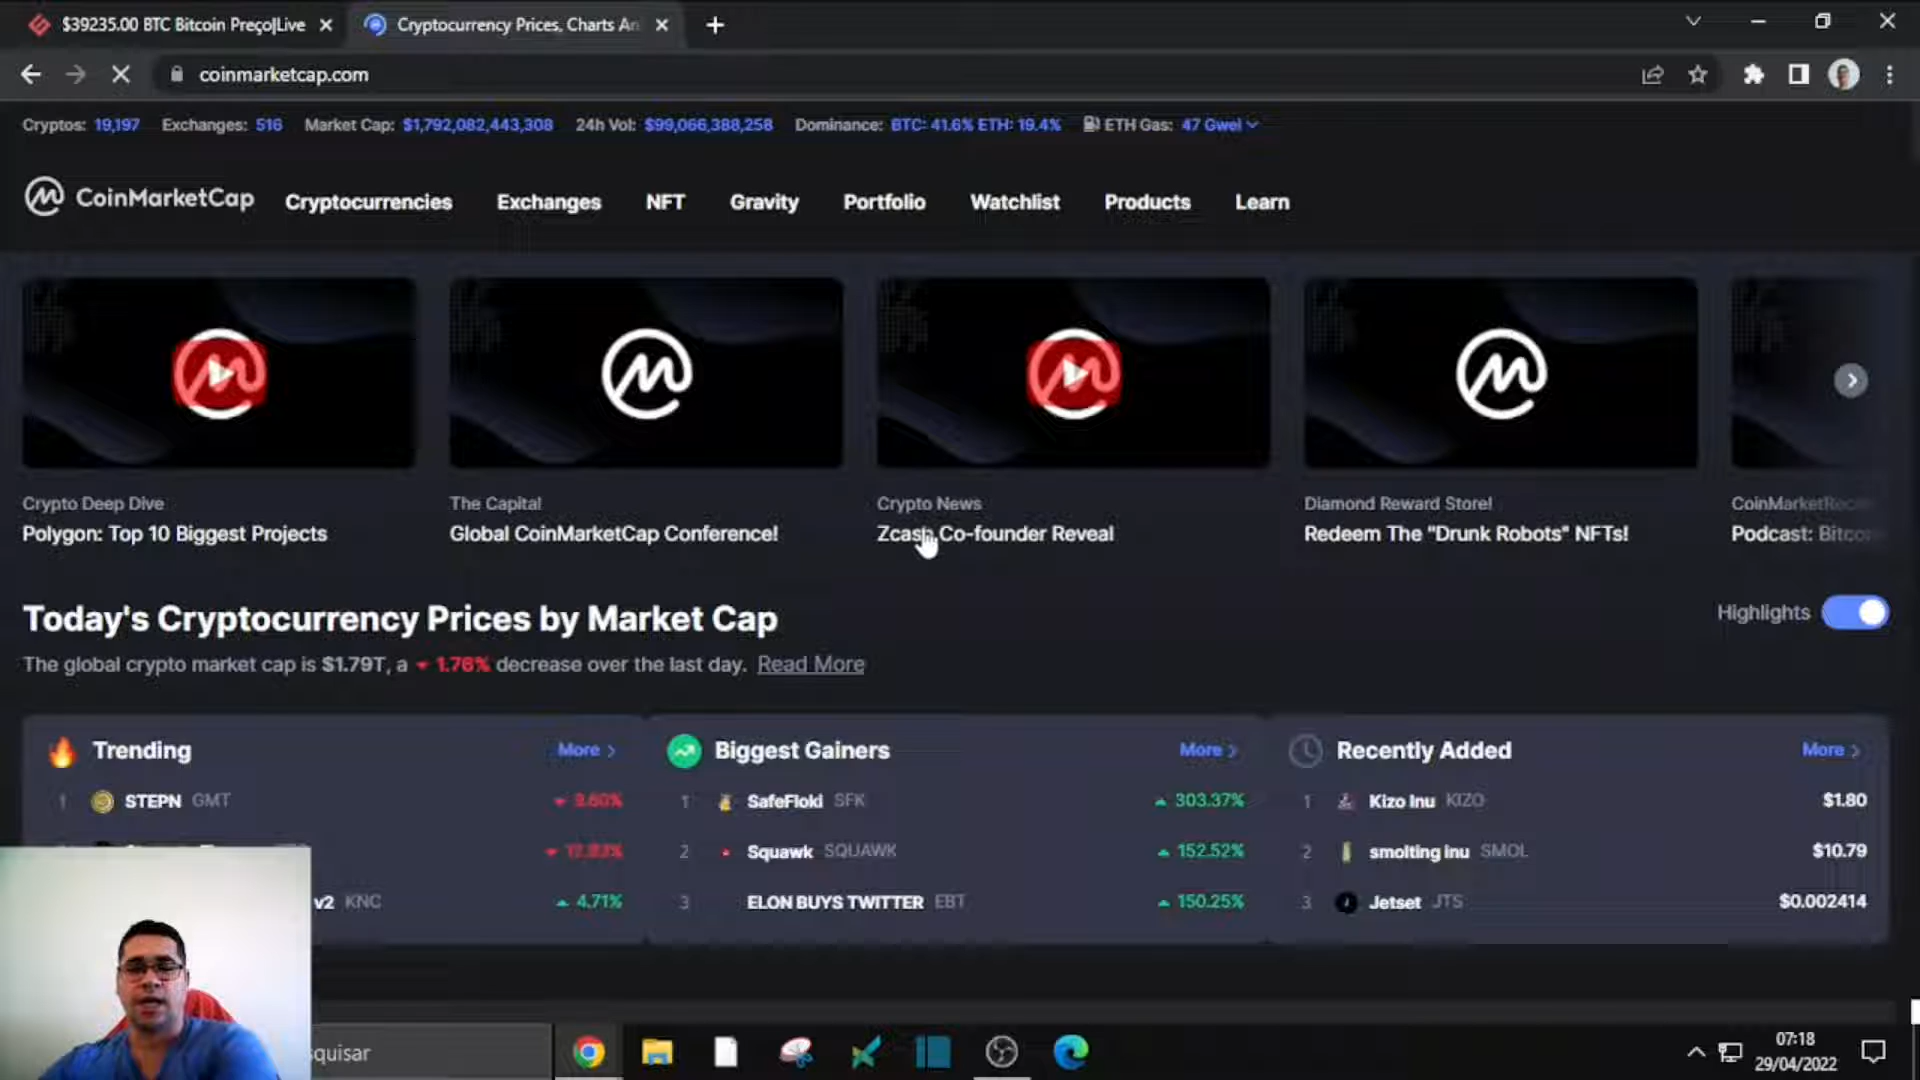 $39235.00 BTC Bitcoin Preço|Live
Cryptocurrency Prices, Charts An
coinmarketcap.com
Cryptos: 19,197 Exchanges: 516 Market Cap: $1,792,082,443,308 24h Vol: $99,066,388,258 Dominance: BTC: 41.6% ETH: 19.4% ETH Gas: 47 Gwei
CoinMarketCap Cryptocurrencies Exchanges NFT Gravity Portfolio Watchlist Products Learn
Crypto Deep Dive
Polygon: Top 10 Biggest Projects
The Capital
Global CoinMarketCap Conference!
Crypto News
Zcash Co-founder Reveal
Diamond Reward Store!
Redeem The "Drunk Robots" NFTs!
CoinMarketRec
Podcast: Bitco
Today's Cryptocurrency Prices by Market Cap
Highlights
The global crypto market cap is $1.79T, a 1.76% decrease over the last day. Read More
Trending More
1 STEPN GMT 9.60%
v2 KNC 4.71%
Biggest Gainers More
1 SafeFloki SFK 303.37%
2 Squawk SQUAWK 152.52%
3 ELON BUYS TWITTER EBT 150.25%
Recently Added More
1 Kizo Inu KIZO $1.80
2 smolting inu SMOL $10.79
3 Jetset JTS $0.002414
squisar
07:18
29/04/2022